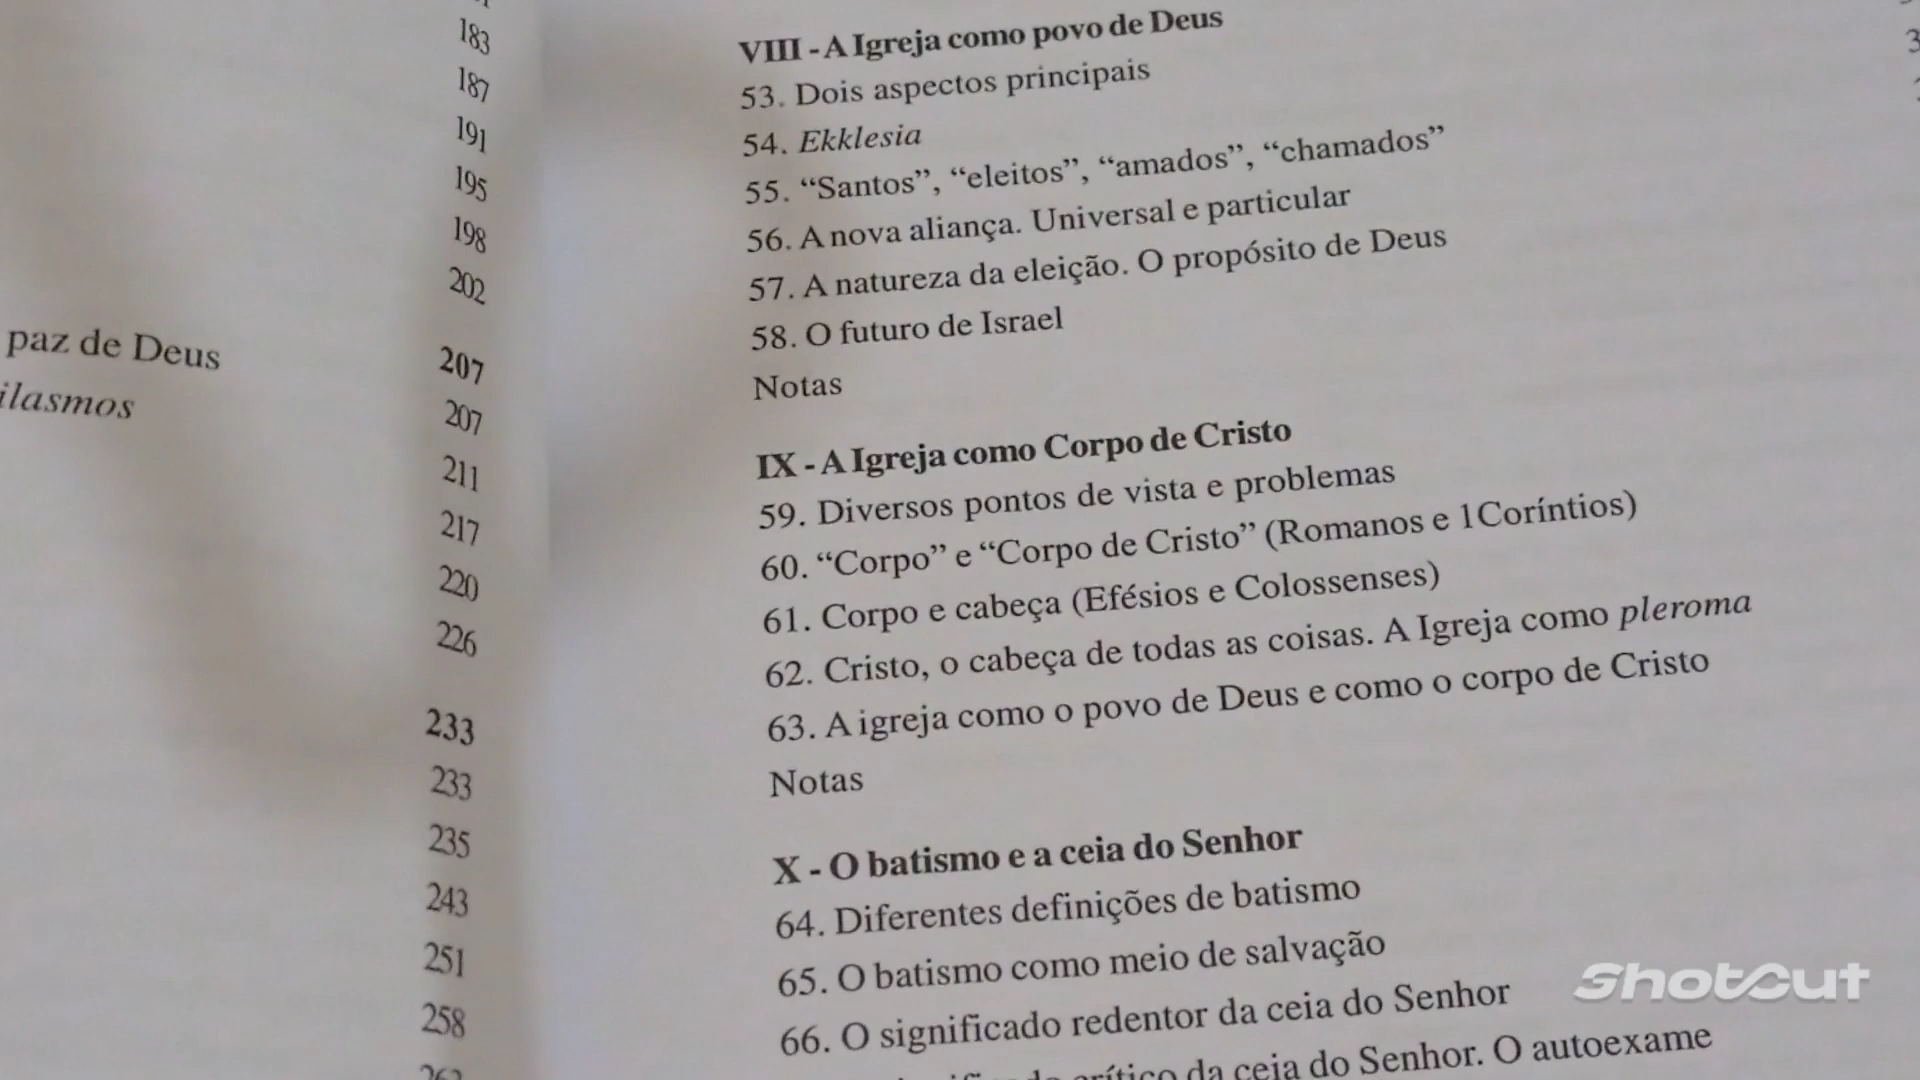 183
187
191
195
198
202
paz de Deus 207
ilasmos 207
211
217
220
226
233
233
235
243
251
258
VIII - A Igreja como povo de Deus
53. Dois aspectos principais
54. Ekklesia
55. “Santos”, “eleitos”, “amados”, “chamados”
56. A nova aliança. Universal e particular
57. A natureza da eleição. O propósito de Deus
58. O futuro de Israel
Notas
IX - A Igreja como Corpo de Cristo
59. Diversos pontos de vista e problemas
60. “Corpo” e “Corpo de Cristo” (Romanos e 1Coríntios)
61. Corpo e cabeça (Efésios e Colossenses)
62. Cristo, o cabeça de todas as coisas. A Igreja como pleroma
63. A igreja como o povo de Deus e como o corpo de Cristo
Notas
X - O batismo e a ceia do Senhor
64. Diferentes definições de batismo
65. O batismo como meio de salvação
66. O significado redentor da ceia do Senhor
da ceia do Senhor. O autoexame
ShotCut